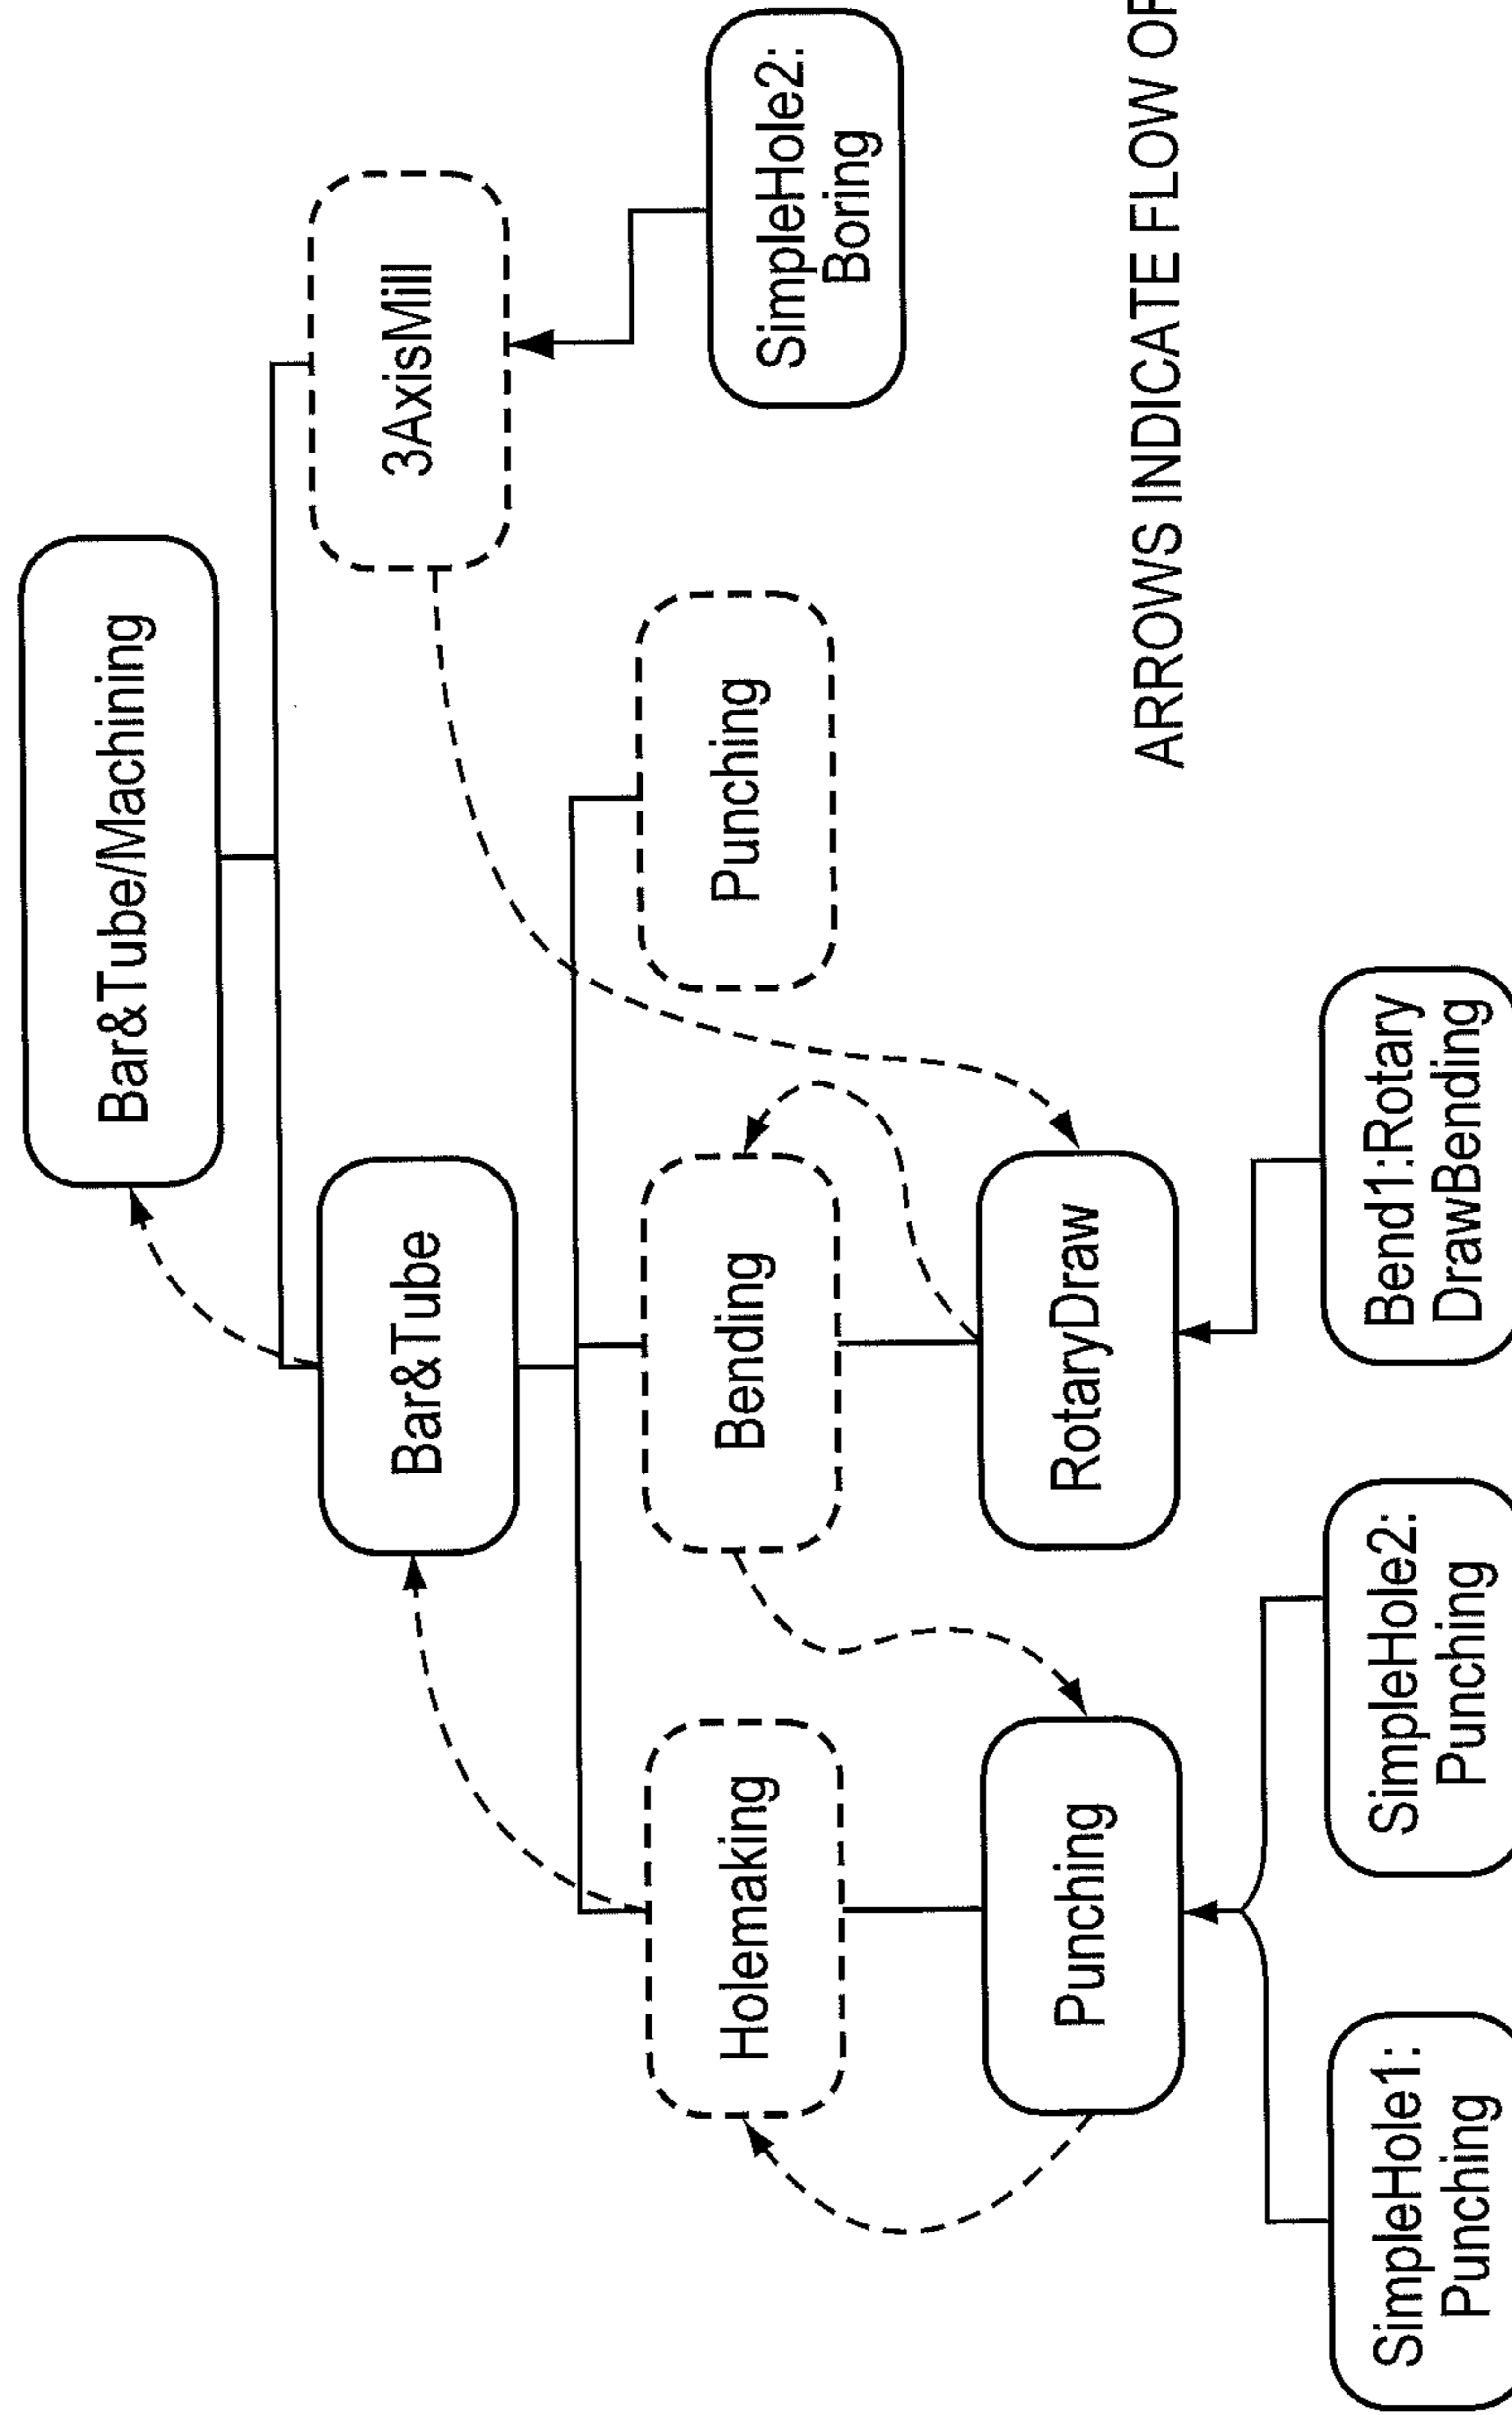 Bar&Tube/Machining
Bar&Tube
3AxisMill
Holemaking
Bending
Punching
SimpleHole2:
Boring
Punching
RotaryDraw
SimpleHole1:
Punching
SimpleHole2:
Punching
Bend1:Rotary
DrawBending
ARROWS INDICATE FLOW